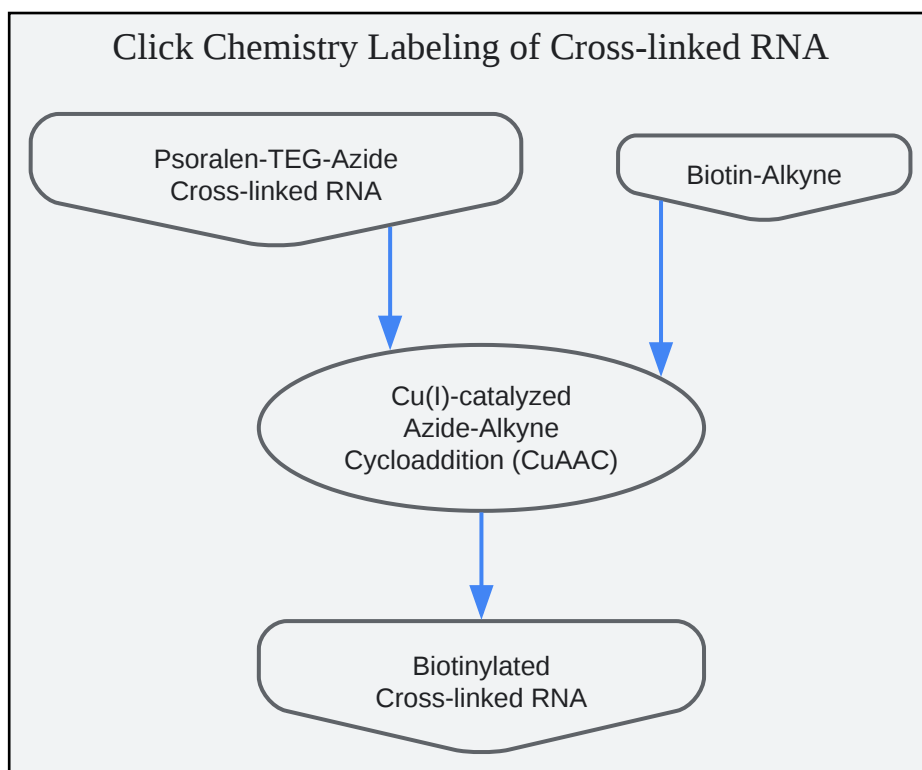 Click Chemistry Labeling of Cross-linked RNA
Psoralen-TEG-Azide
Cross-linked RNA
Biotin-Alkyne
Cu(I)-catalyzed
Azide-Alkyne
Cycloaddition (CuAAC)
Biotinylated
Cross-linked RNA